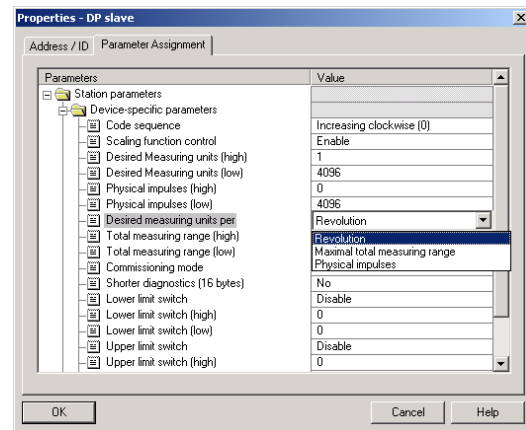 Properties - DP slave
Address / ID Parameter Assignment
Parameters Value
Station parameters
Device-specific parameters
Code sequence Increasing clockwise (0)
Scaling function control Enable
Desired Measuring units (high) 1
Desired Measuring units (low) 4096
Physical impulses (high) 0
Physical impulses (low) 4096
Desired measuring units per Revolution
Total measuring range (high) Revolution
Total measuring range (low) Maximal total measuring range
Commissioning mode Physical impulses
Shorter diagnostics (16 bytes) No
Lower limit switch Disable
Lower limit switch (high) 0
Lower limit switch (low) 0
Upper limit switch Disable
Upper limit switch (high) 0
OK Cancel Help